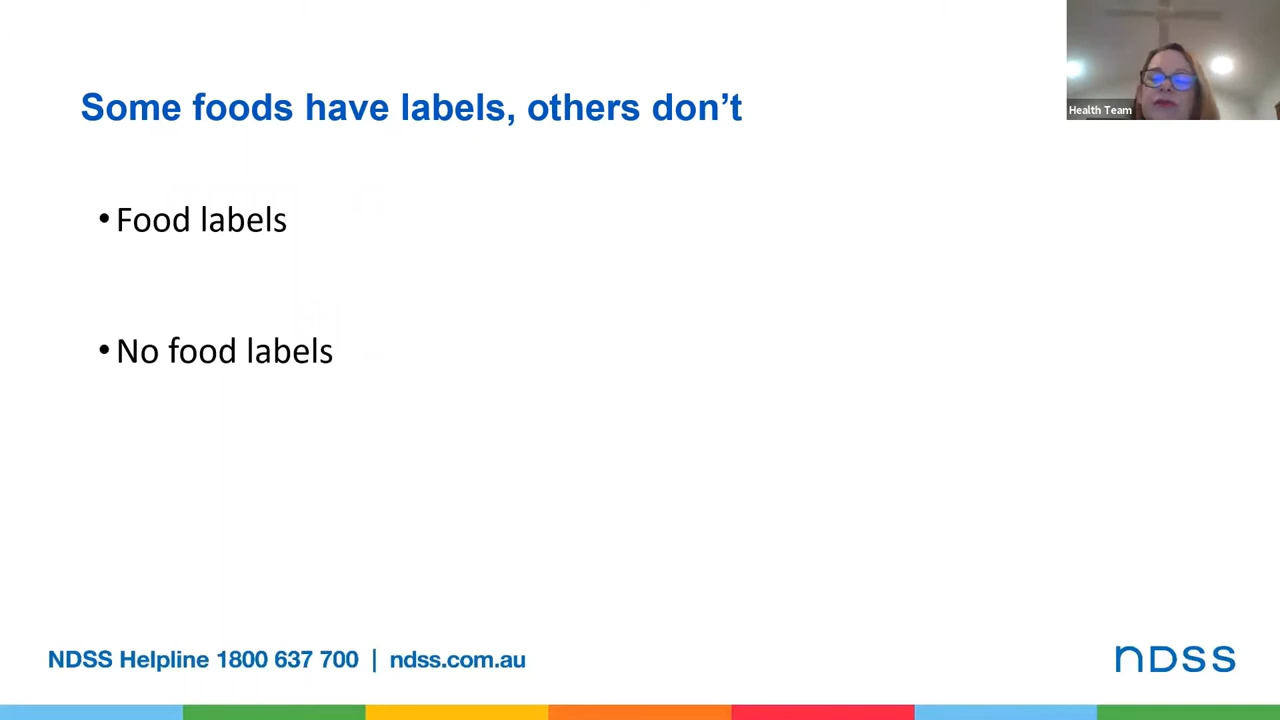 Health Team
Some foods have labels, others don’t
•Food labels
•No food labels
NDSS Helpline 1800 637 700 | ndss.com.au
NDSS